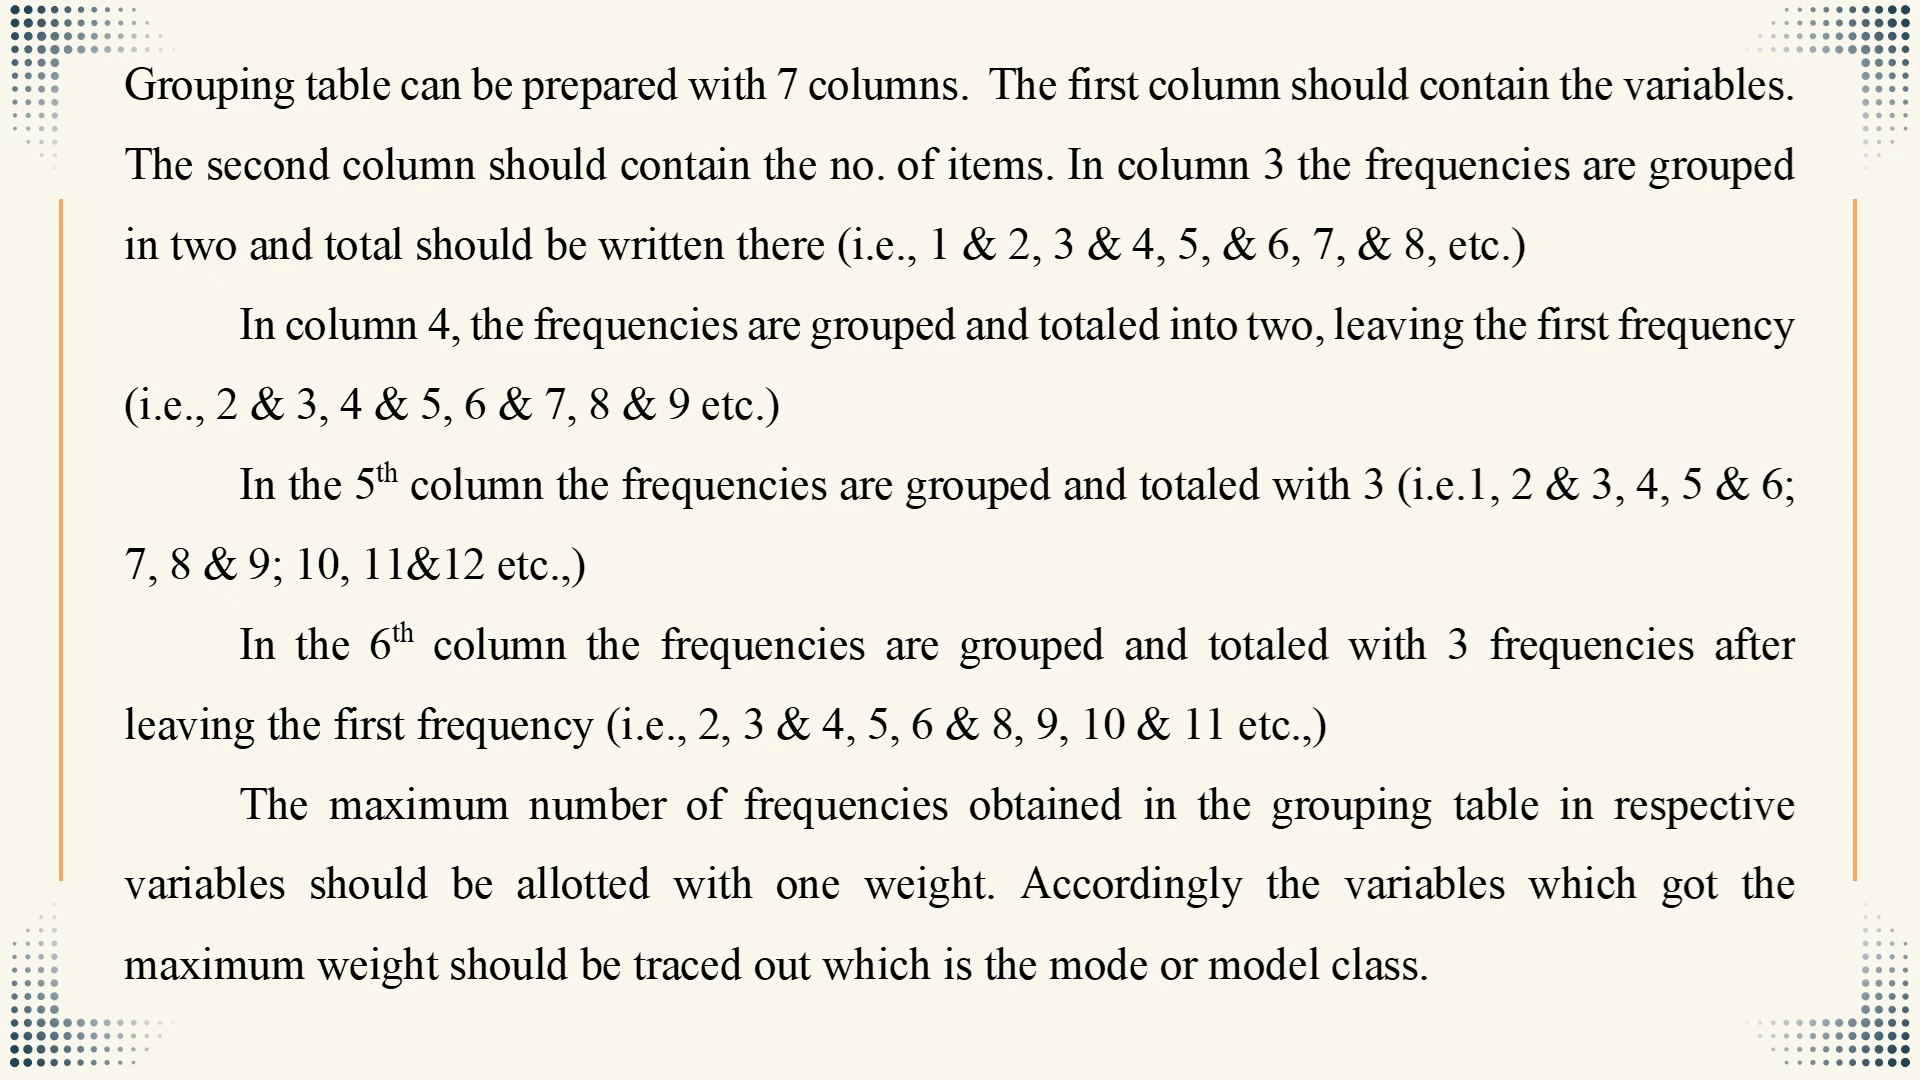 Grouping table can be prepared with 7 columns. The first column should contain the variables.
The second column should contain the no. of items. In column 3 the frequencies are grouped
in two and total should be written there (i.e., 1 & 2, 3 & 4, 5, & 6, 7, & 8, etc.)
In column 4, the frequencies are grouped and totaled into two, leaving the first frequency
(i.e., 2 & 3, 4 & 5, 6 & 7, 8 & 9 etc.)
In the 5th column the frequencies are grouped and totaled with 3 (i.e.1, 2 & 3, 4, 5 & 6;
7, 8 & 9; 10, 11&12 etc.,)
In the 6th column the frequencies are grouped and totaled with 3 frequencies after
leaving the first frequency (i.e., 2, 3 & 4, 5, 6 & 8, 9, 10 & 11 etc.,)
The maximum number of frequencies obtained in the grouping table in respective
variables should be allotted with one weight. Accordingly the variables which got the
maximum weight should be traced out which is the mode or model class.